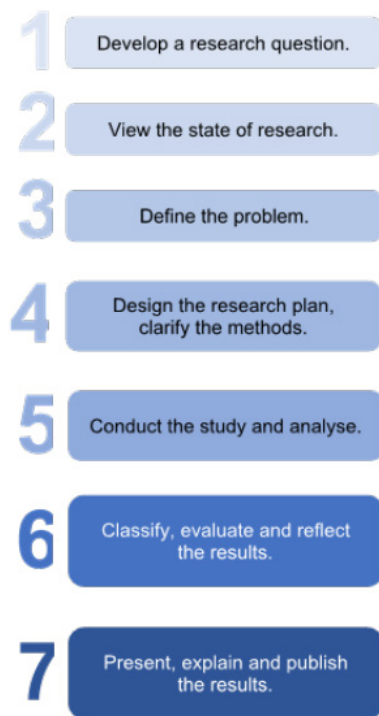 1
Develop a research question.
2
View the state of research.
3
Define the problem.
4
Design the research plan,
clarify the methods.
5
Conduct the study and analyse.
6
Classify, evaluate and reflect
the results.
7
Present, explain and publish
the results.